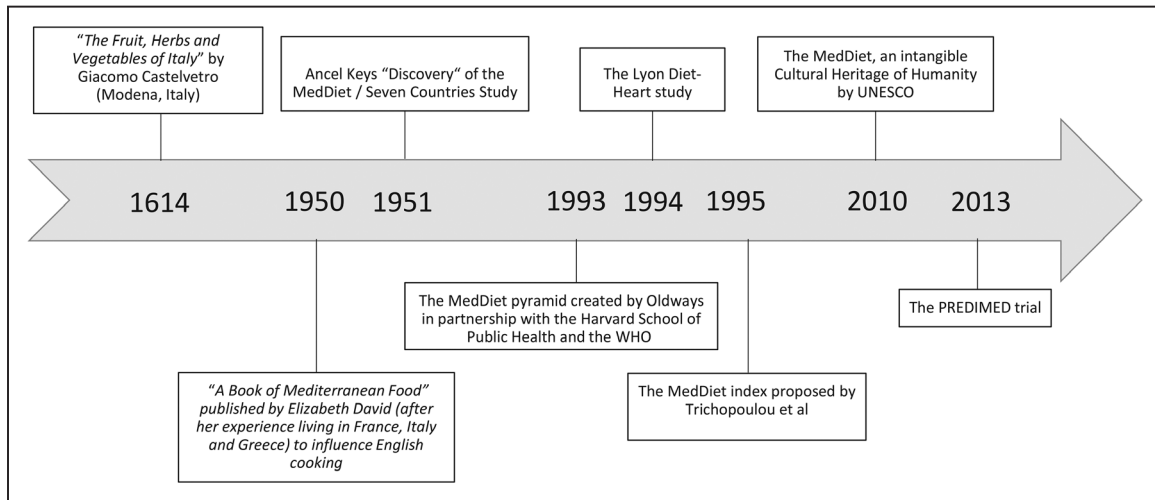 “The Fruit, Herbs and
Vegetables of Italy” by
Giacomo Castelvetro
(Modena, Italy)
Ancel Keys “Discovery“ of the
MedDiet / Seven Countries Study
The Lyon Diet-
Heart study
The MedDiet, an intangible
Cultural Heritage of Humanity
by UNESCO
1614
1950
1951
1993
1994
1995
2010
2013
“A Book of Mediterranean Food”
published by Elizabeth David (after
her experience living in France, Italy
and Greece) to influence English
cooking
The MedDiet pyramid created by Oldways
in partnership with the Harvard School of
Public Health and the WHO
The MedDiet index proposed by
Trichopoulou et al
The PREDIMED trial